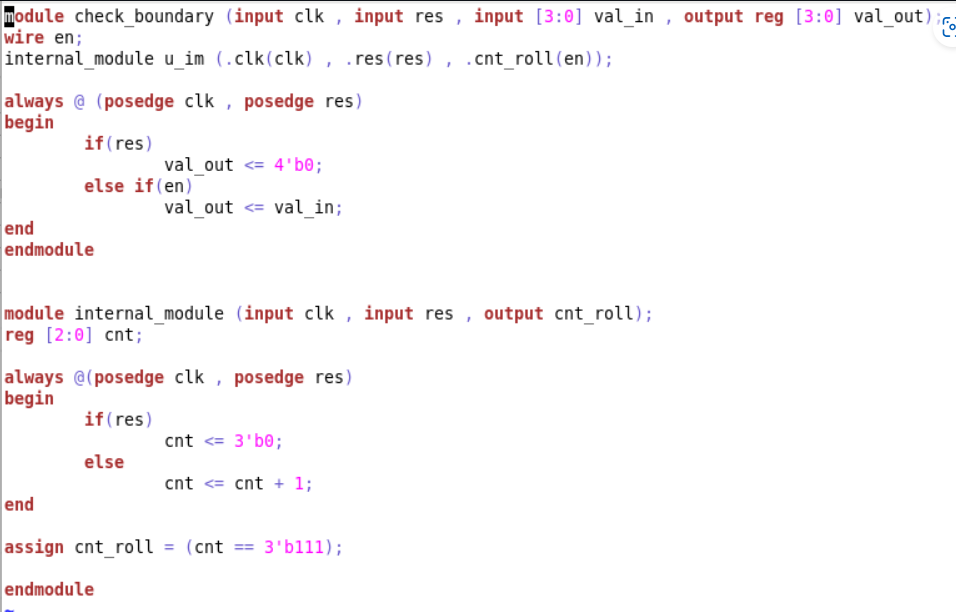 module check_boundary (input clk , input res , input [3:0] val_in , output reg [3:0] val_out);
wire en;
internal_module u_im (.clk(clk) , .res(res) , .cnt_roll(en));
always @ (posedge clk , posedge res)
begin
if(res)
val_out <= 4'b0;
else if(en)
val_out <= val_in;
end
endmodule
module internal_module (input clk , input res , output cnt_roll);
reg [2:0] cnt;
always @(posedge clk , posedge res)
begin
if(res)
cnt <= 3'b0;
else
cnt <= cnt + 1;
end
assign cnt_roll = (cnt == 3'b111);
endmodule
~